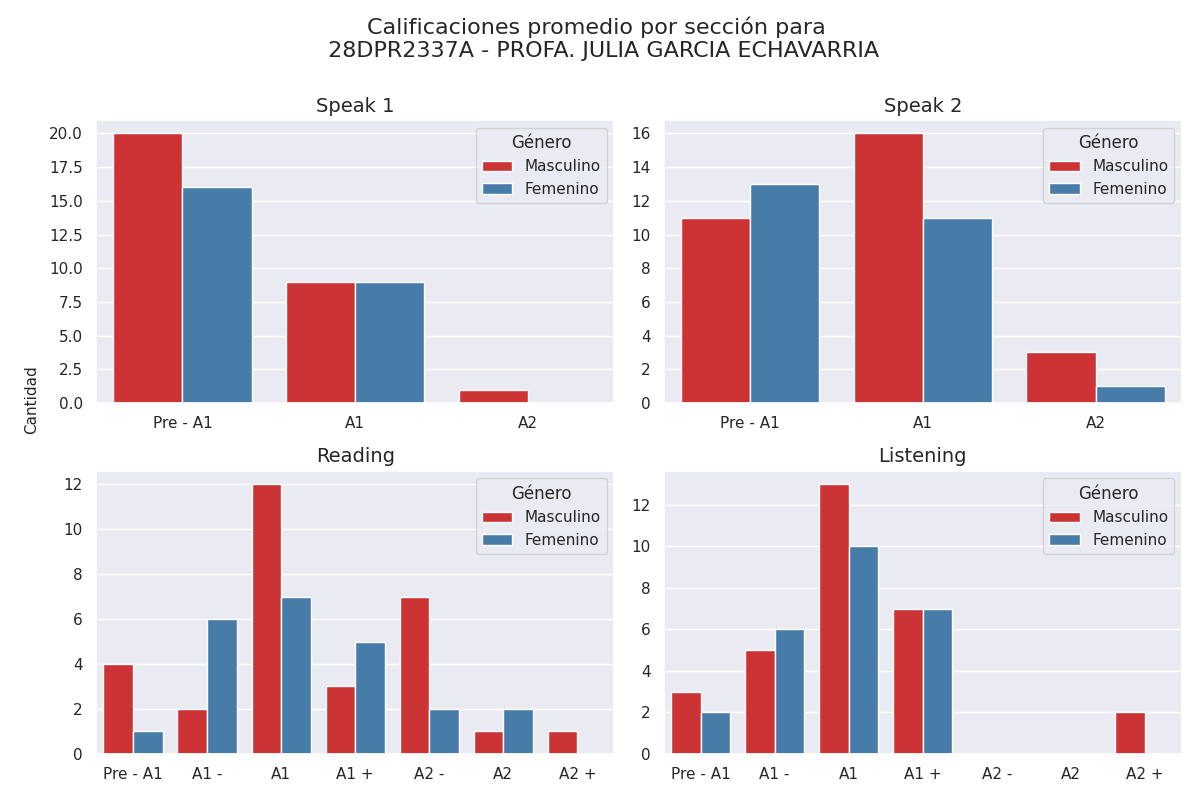 Calificaciones promedio por sección para
28DPR2337A - PROFA. JULIA GARCIA ECHAVARRIA
Cantidad
Speak 1
20.0
17.5
15.0
12.5
10.0
7.5
5.0
2.5
0.0
Género
Masculino
Femenino
Pre - A1 A1 A2
Speak 2
16
14
12
10
8
6
4
2
0
Género
Masculino
Femenino
Pre - A1 A1 A2
Reading
12
10
8
6
4
2
0
Género
Masculino
Femenino
Pre - A1 A1 - A1 A1 + A2 - A2 A2 +
Listening
12
10
8
6
4
2
0
Género
Masculino
Femenino
Pre - A1 A1 - A1 A1 + A2 - A2 A2 +